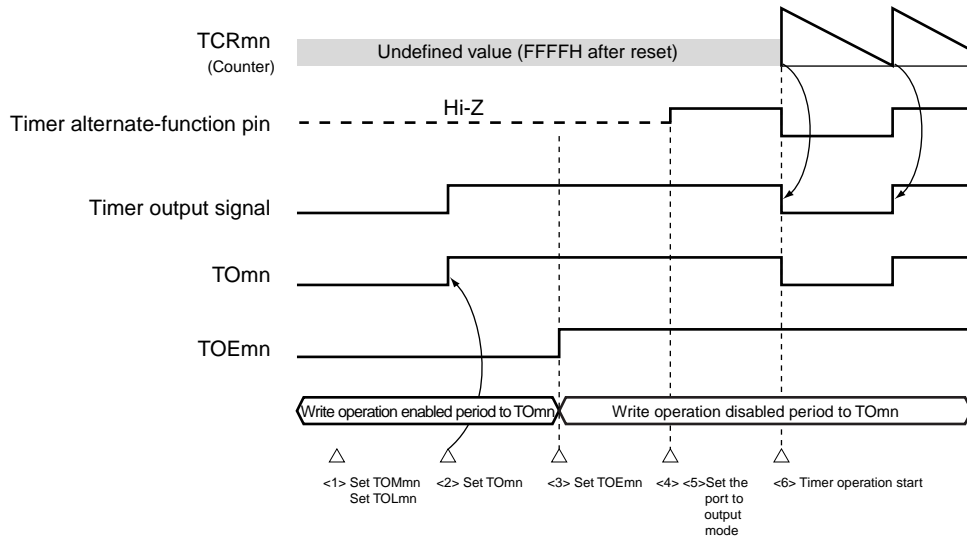 TCRmn
(Counter)
Undefined value (FFFFH after reset)
Hi-Z
Timer alternate-function pin
Timer output signal
TOmn
TOEmn
Write operation enabled period to TOmn
Write operation disabled period to TOmn
<1> Set TOMmn
Set TOLmn
<2> Set TOmn
<3> Set TOEmn
<4> <5>Set the
port to
output
mode
<6> Timer operation start